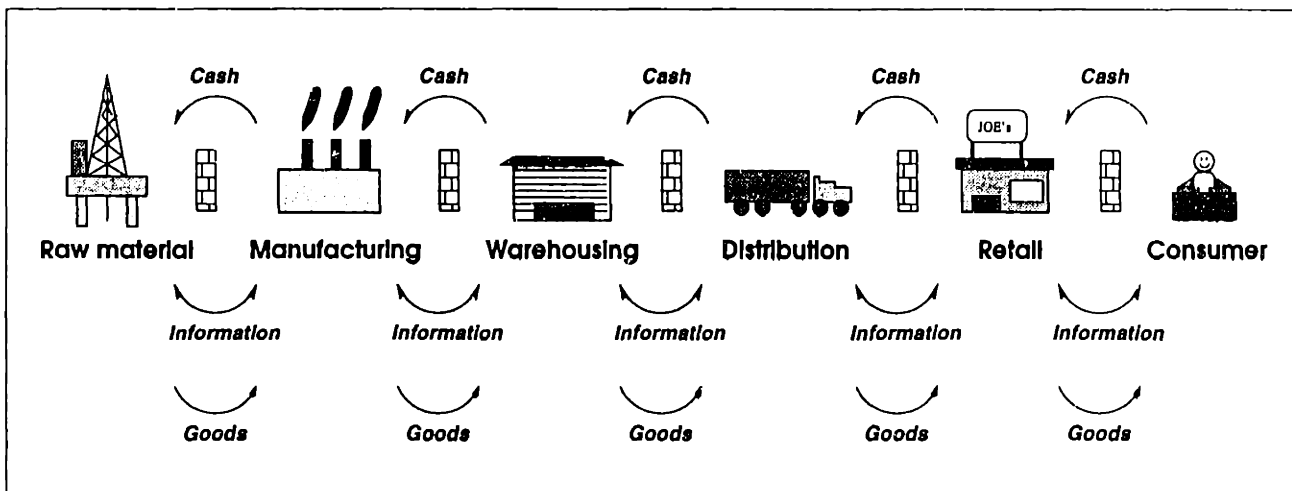 Cash Cash Cash Cash Cash
JOE's
Raw material Manufacturing Warehousing Distribution Retail Consumer
Information Information Information Information Information
Goods Goods Goods Goods Goods